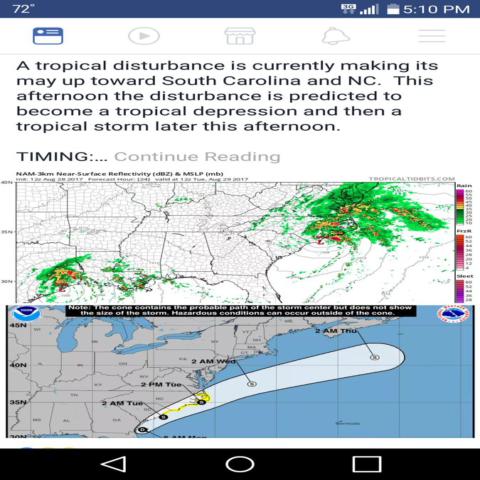 72°
3G
5:10 PM
A tropical disturbance is currently making its
may up toward South Carolina and NC. This
afternoon the disturbance is predicted to
become a tropical depression and then a
tropical storm later this afternoon.
TIMING:... Continue Reading
NAM-3km Near-Surface Reflectivity (dBZ) & MSLP (mb)
Init: 12z Aug 28 2017 Forecast Hour: [24] valid at 12z Tue, Aug 29 2017
TROPICALTIDBITS.COM
40N
Rain
35N
FrzR
30N
Sleet
Note: The cone contains the probable path of the storm center but does not show
the size of the storm. Hazardous conditions can occur outside of the cone.
45N
2 AM Thu
40N
2 AM Wed
2 PM Tue
35N
2 AM Tue
Bermuda
30N
8 AM Mon